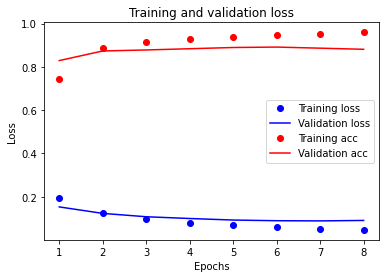 Training and validation loss
1.0
0.8
0.6
0.4
0.2
Loss
Training loss
Validation loss
Training acc
Validation acc
1 2 3 4 5 6 7 8
Epochs